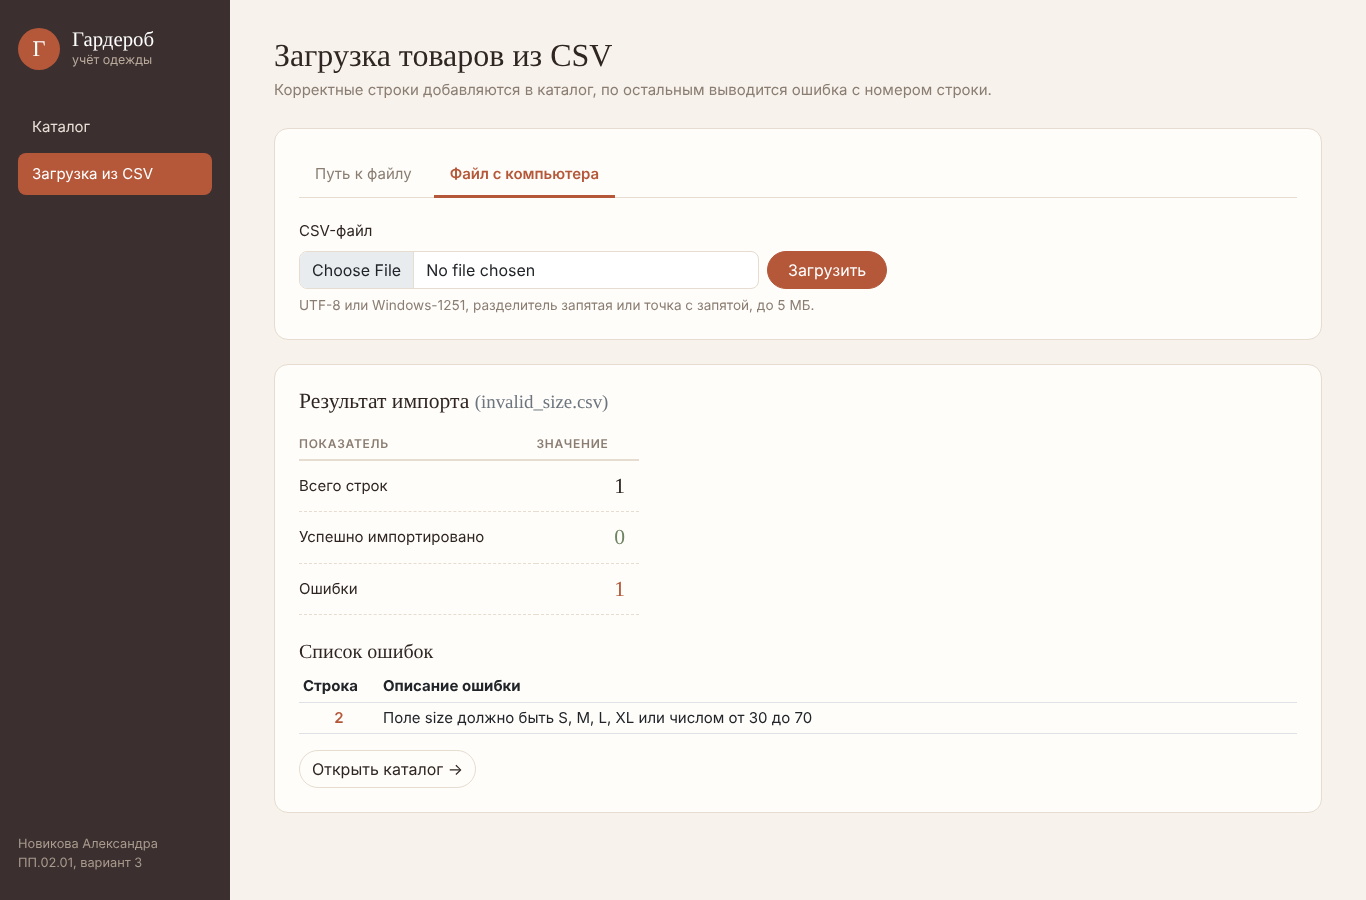 Г
Гардероб
учёт одежды
Каталог
Загрузка из CSV
Новикова Александра
ПП.02.01, вариант 3
Загрузка товаров из CSV
Корректные строки добавляются в каталог, по остальным выводится ошибка с номером строки.
Путь к файлу Файл с компьютера
CSV-файл
Choose File No file chosen Загрузить
UTF-8 или Windows-1251, разделитель запятая или точка с запятой, до 5 МБ.
Результат импорта (invalid_size.csv)
ПОКАЗАТЕЛЬ ЗНАЧЕНИЕ
Всего строк 1
Успешно импортировано 0
Ошибки 1
Список ошибок
Строка Описание ошибки
2 Поле size должно быть S, M, L, XL или числом от 30 до 70
Открыть каталог →